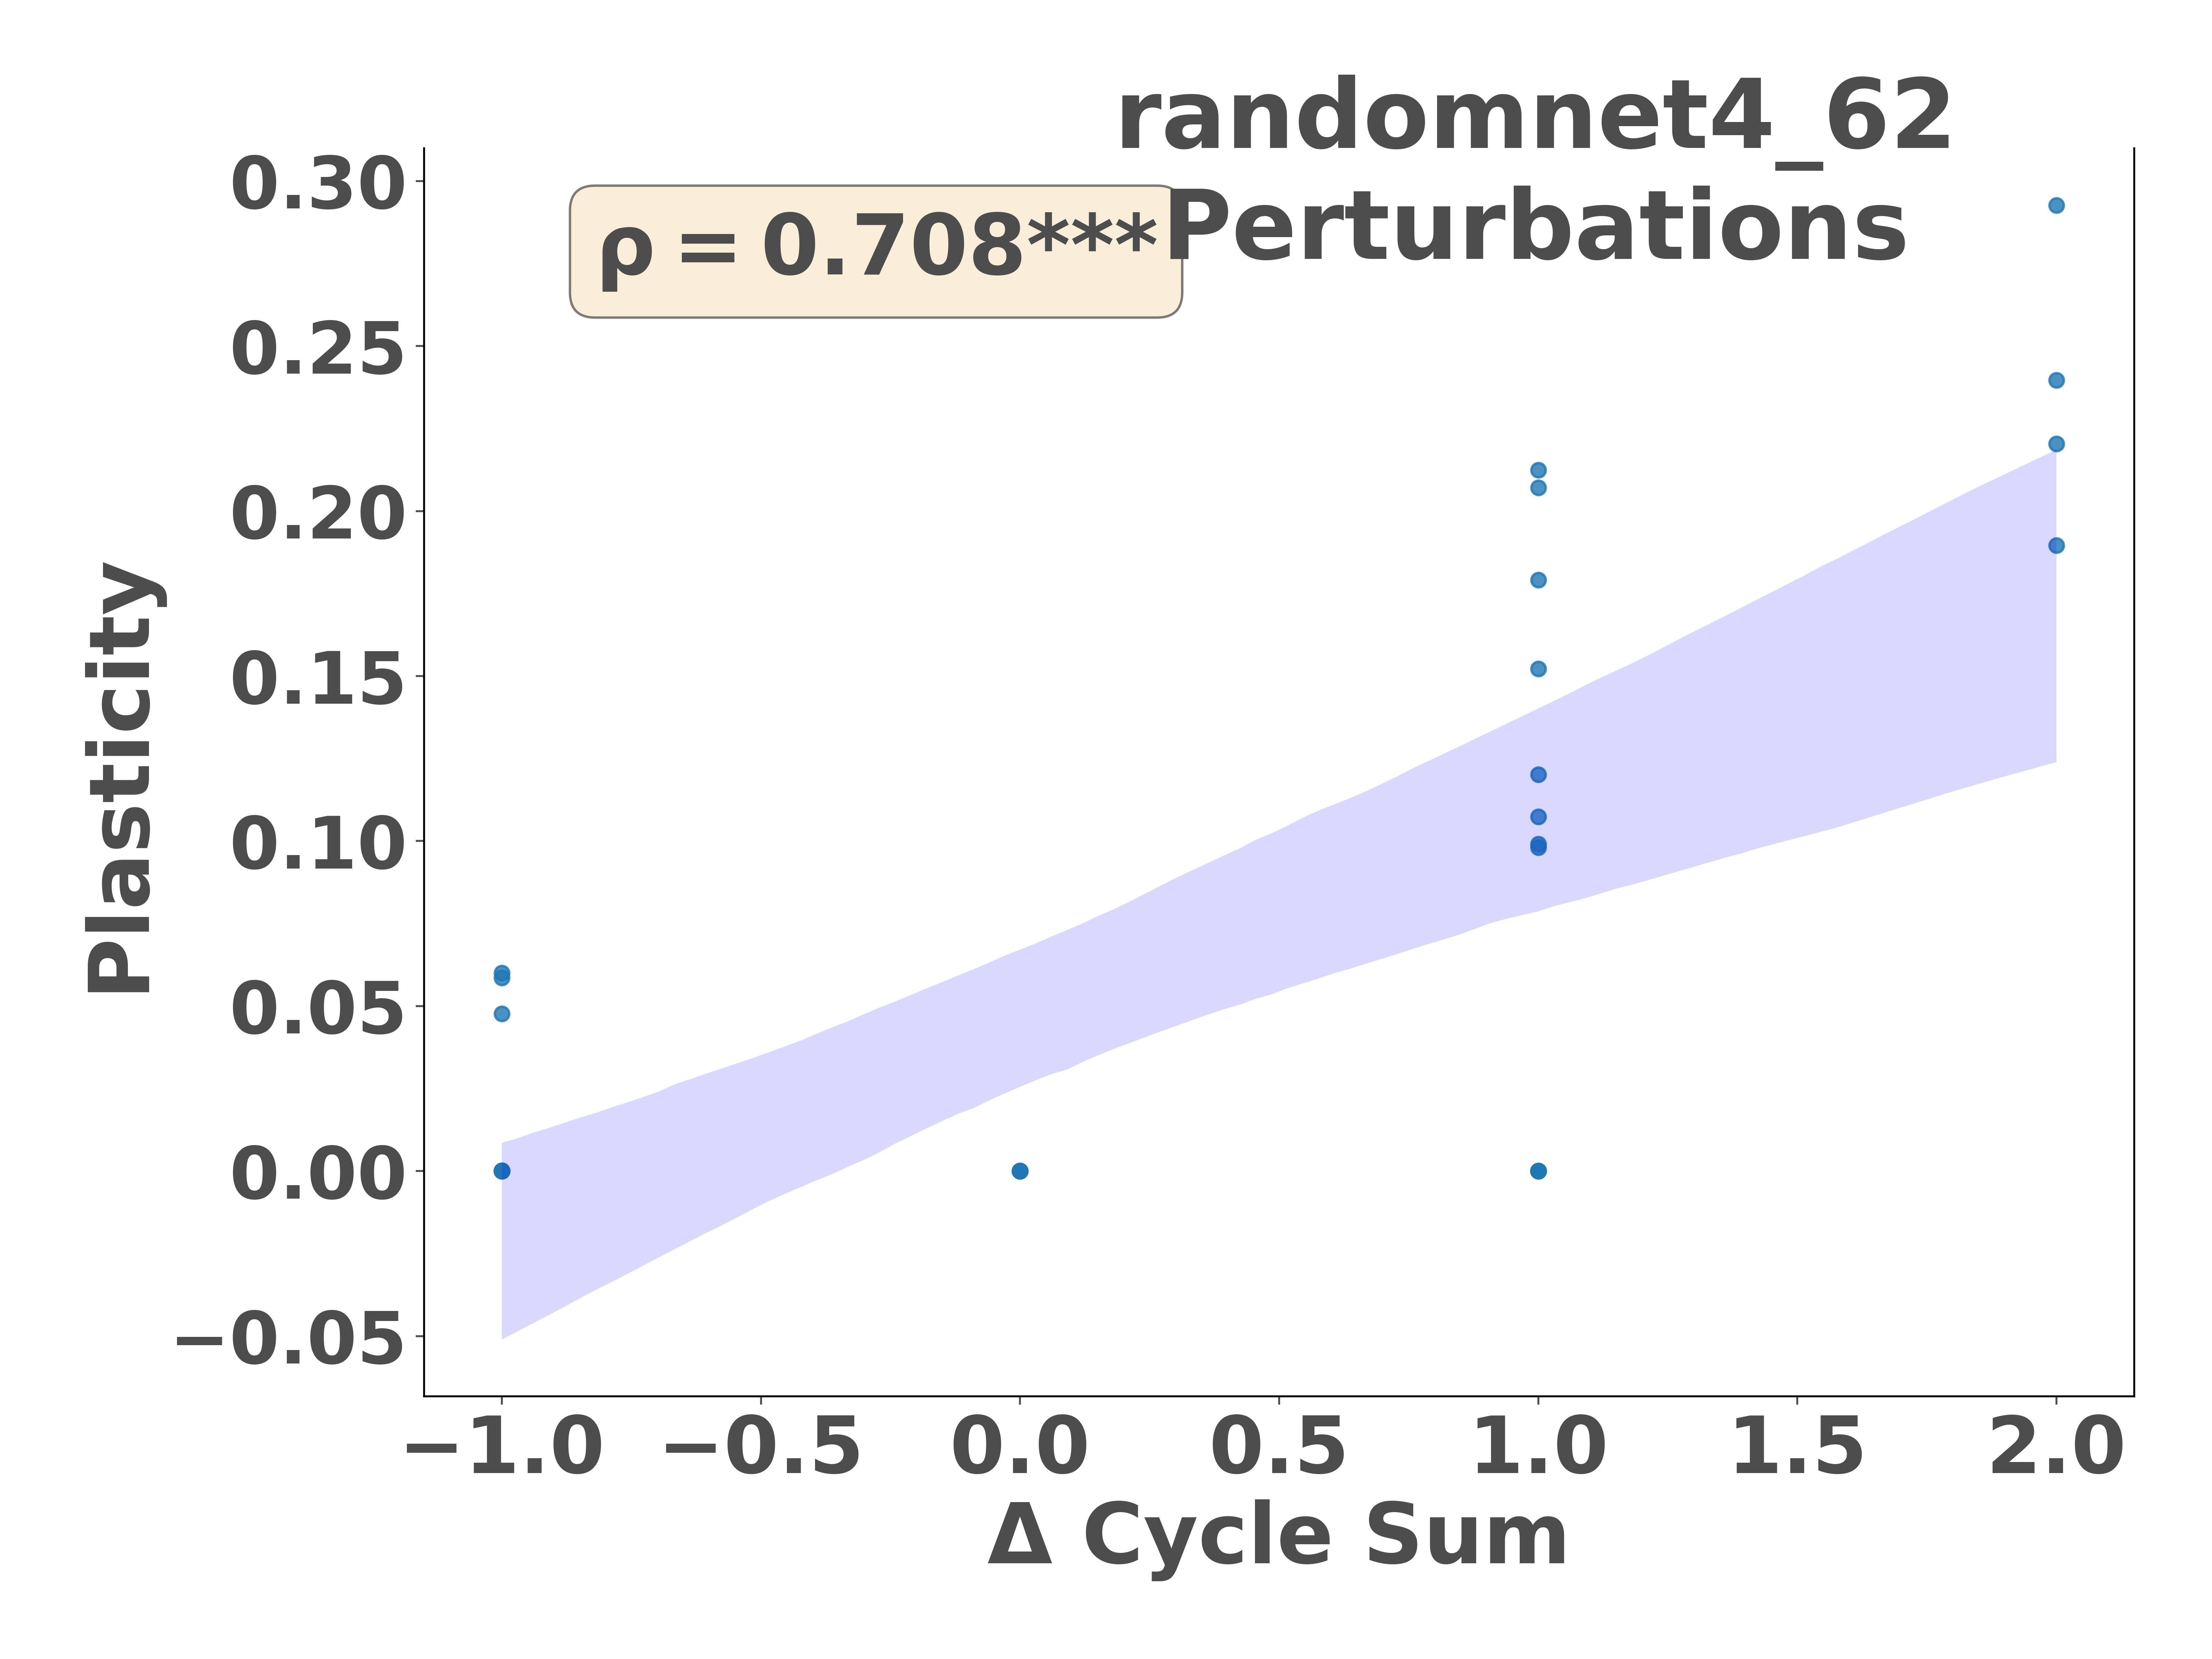 randomnet4_62
Perturbations
ρ = 0.708***
0.30
0.25
0.20
0.15
0.10
0.05
0.00
−0.05
Plasticity
−1.0 −0.5 0.0 0.5 1.0 1.5 2.0
Δ Cycle Sum